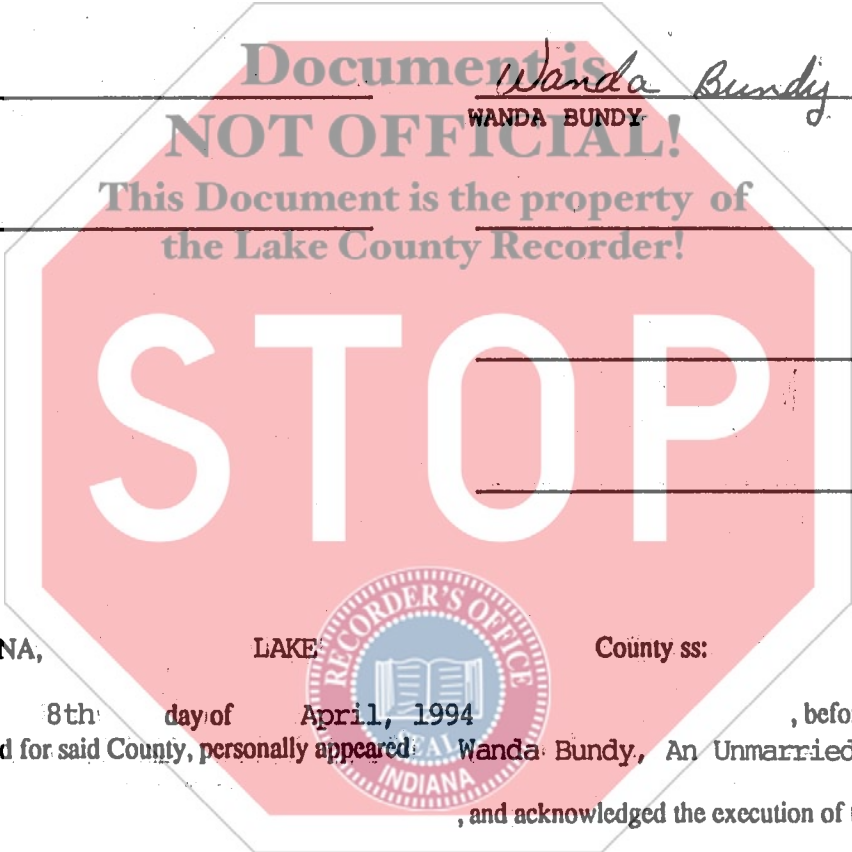 Document is
Wanda Bundy
WANDA BUNDY
NOT OFFICIAL!
This Document is the property of
the Lake County Recorder!
STOP
RECORDER'S OFFICE
SEAL
INDIANA
NA, LAKE County ss:
8th day of April, 1994 , befo
d for said County, personally appeared Wanda Bundy, An Unmarried
, and acknowledged the execution of